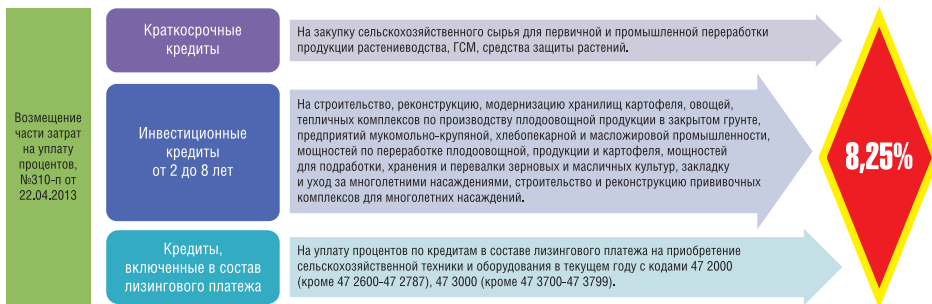 Возмещение
части затрат
на уплату
процентов,
№310-п от
22.04.2013
Краткосрочные
кредиты
На закупку сельскохозяйственного сырья для первичной и промышленной переработки
продукции растениеводства, ГСМ, средства защиты растений.
Инвестиционные
кредиты
от 2 до 8 лет
На строительство, реконструкцию, модернизацию хранилищ картофеля, овощей,
тепличных комплексов по производству плодоовощной продукции в закрытом грунте,
предприятий мукомольно-крупяной, хлебопекарной и масложировой промышленности,
мощностей по переработке плодоовощной, продукции и картофеля, мощностей
для подработки, хранения и перевалки зерновых и масличных культур, закладку
и уход за многолетними насаждениями, строительство и реконструкцию прививочных
комплексов для многолетних насаждений.
Кредиты,
включенные в состав
лизингового платежа
На уплату процентов по кредитам в составе лизингового платежа на приобретение
сельскохозяйственной техники и оборудования в текущем году с кодами 47 2000
(кроме 47 2600-47 2787), 47 3000 (кроме 47 3700-47 3799).
8,25%